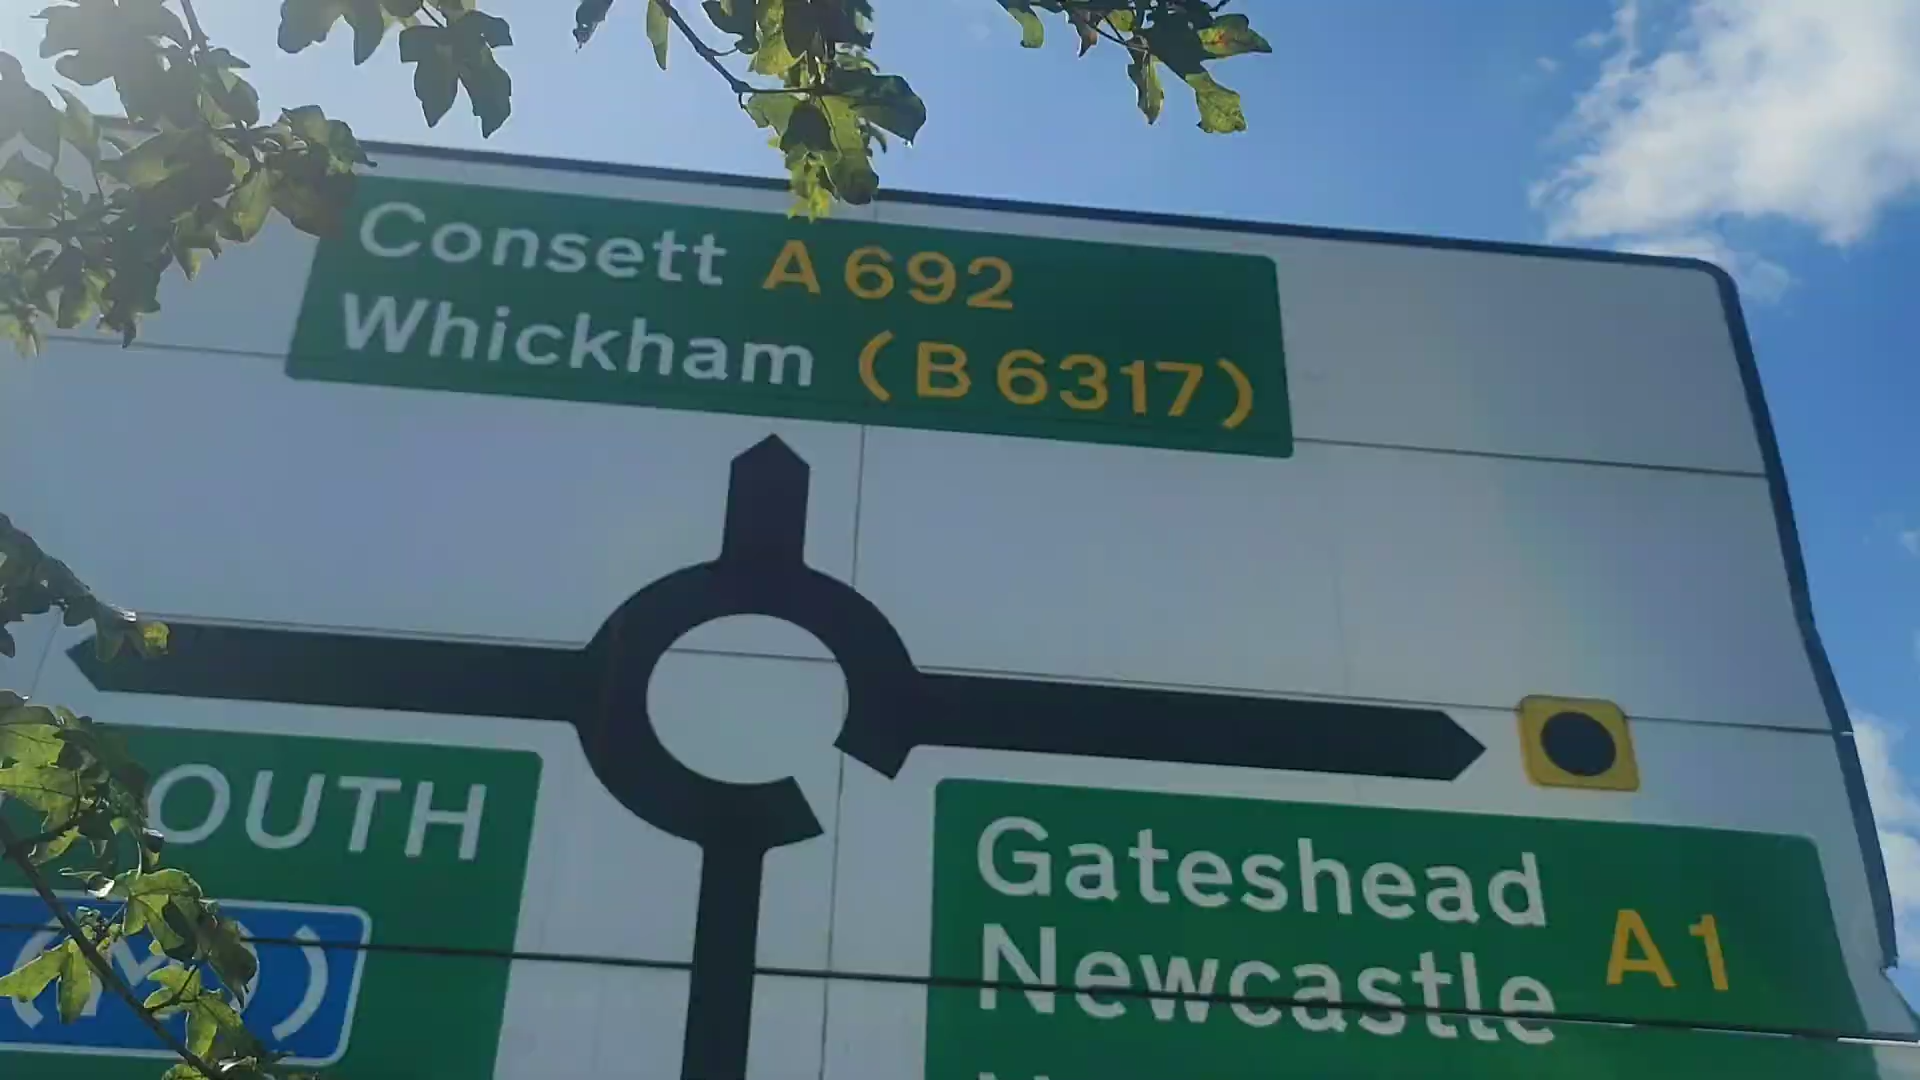 Consett A692
Whickham (B6317)
OUTH
(M)
Gateshead
Newcastle A1